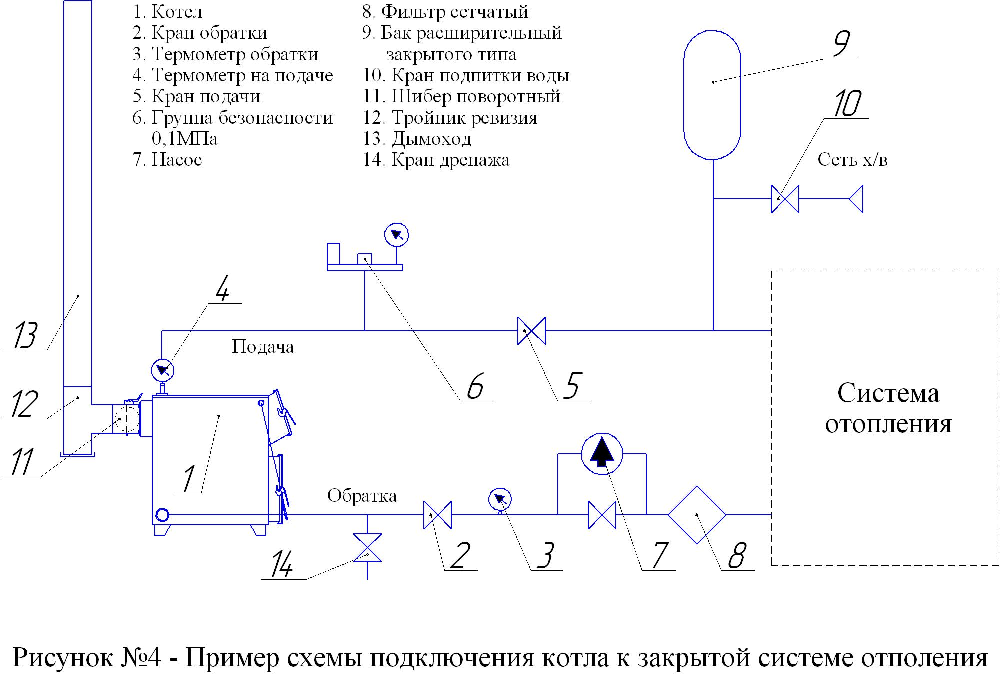 1. Котел
2. Кран обратки
3. Термометр обратки
4. Термометр на подаче
5. Кран подачи
6. Группа безопасности
0,1МПа
7. Насос
8. Фильтр сетчатый
9. Бак расширительный
закрытого типа
10. Кран подпитки воды
11. Шибер поворотный
12. Тройник ревизия
13. Дымоход
14. Кран дренажа
9
10
Сеть х/в
4
13
Подача
6
5
12
Система
отопления
11
1
Обратка
14
2
3
7
8
Рисунок №4 - Пример схемы подключения котла к закрытой системе отполения